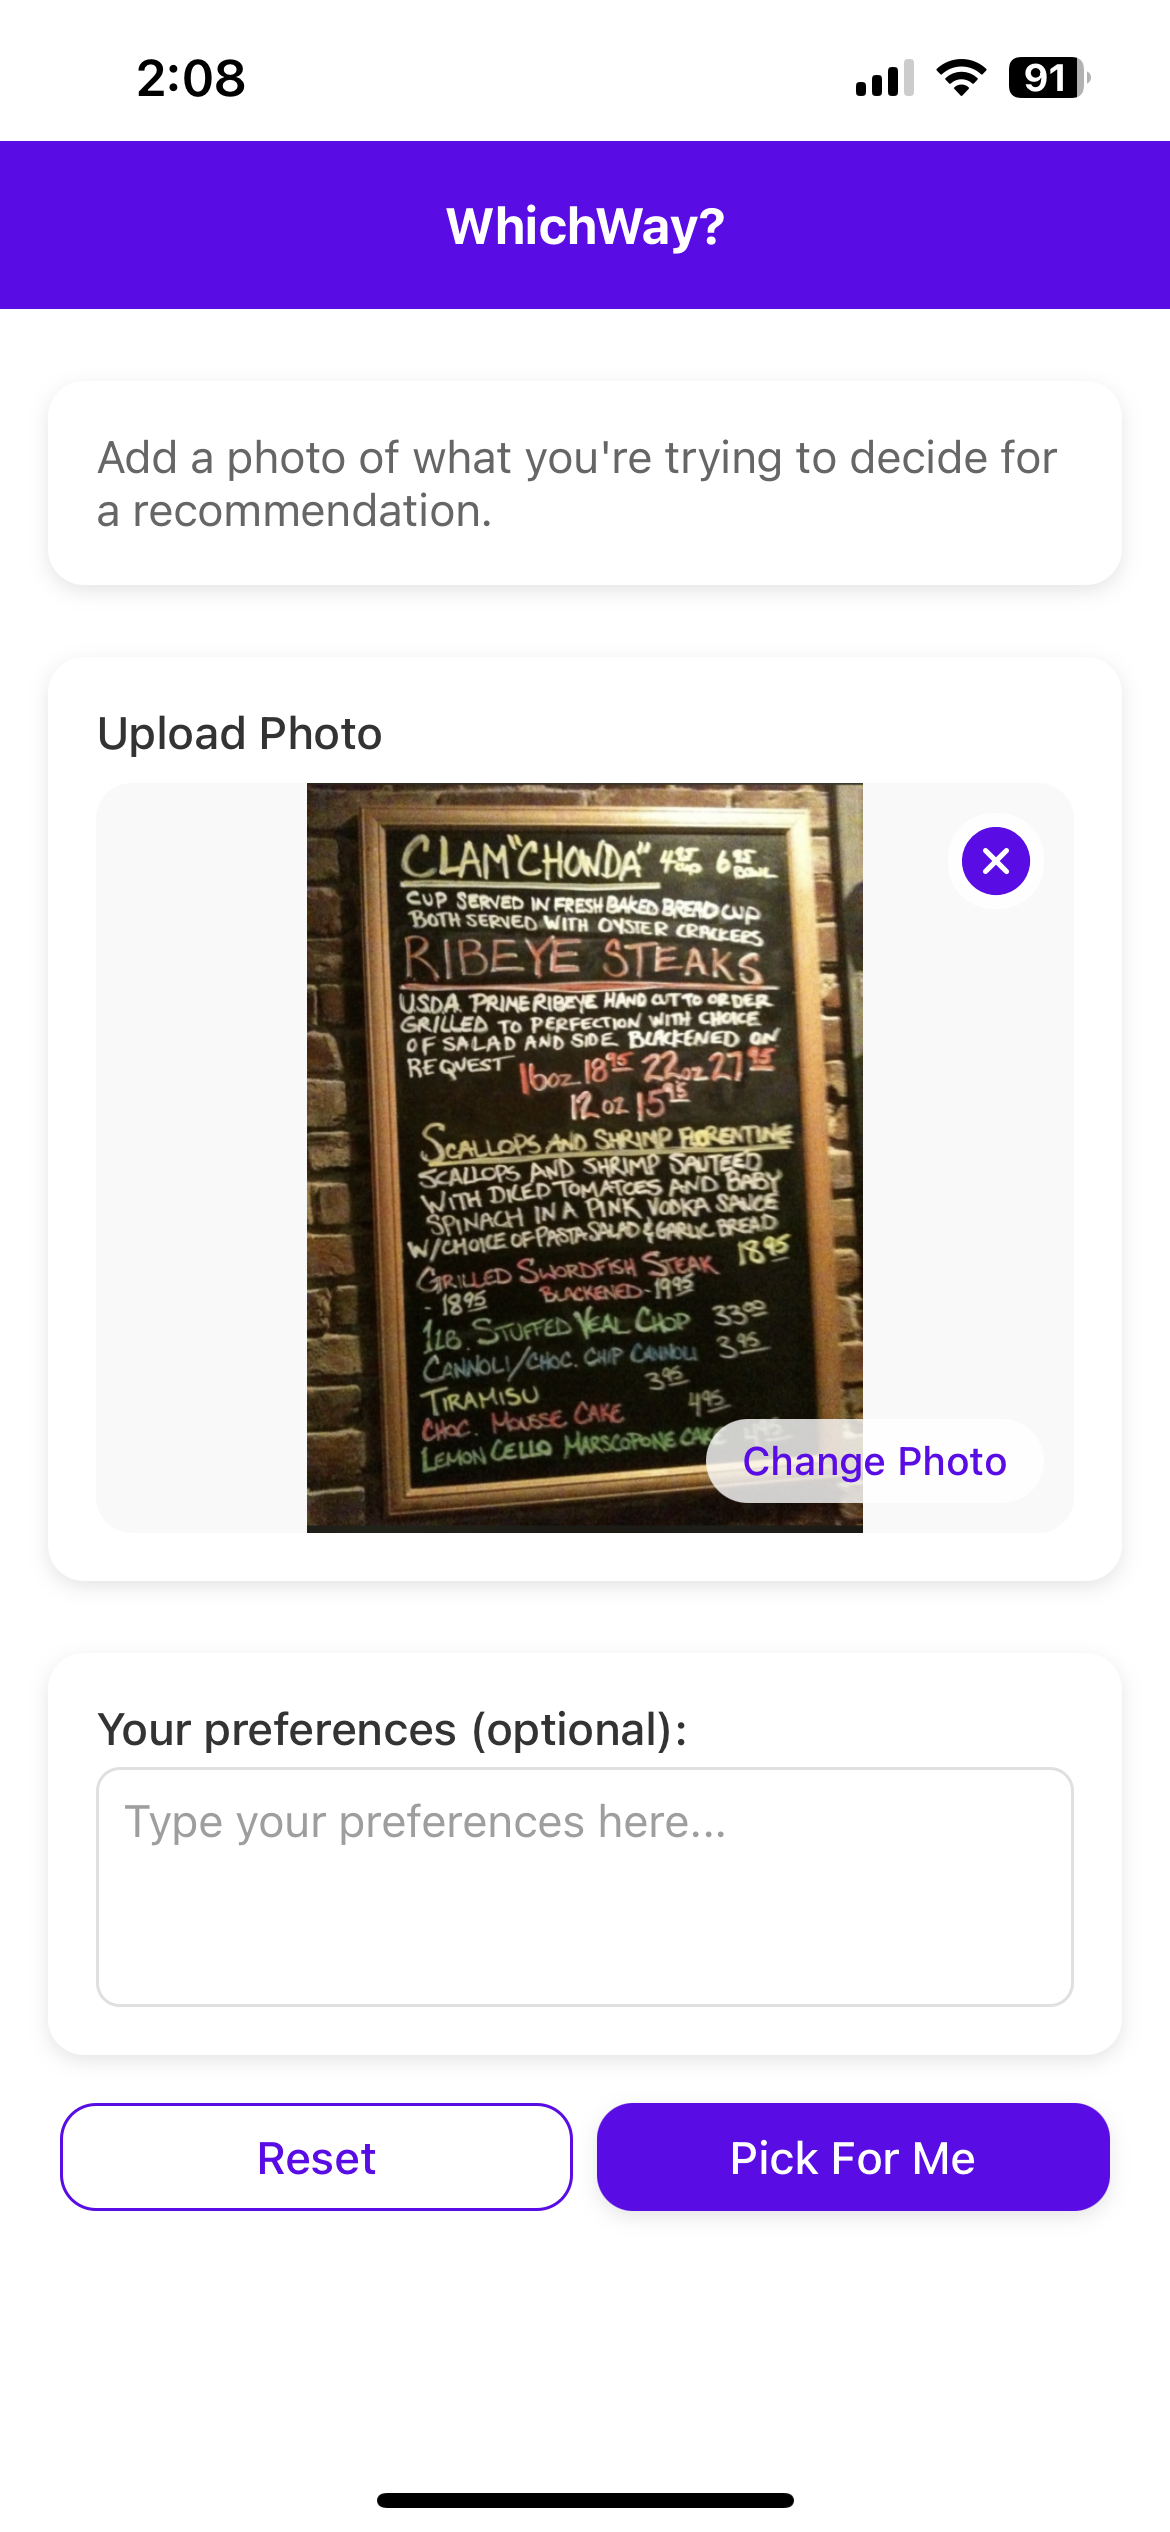 2:08
91
WhichWay?
Add a photo of what you're trying to decide for
a recommendation.
Upload Photo
CLAM "CHOWDA" 4.95 CUP 6.95 BOWL
CUP SERVED IN FRESH BAKED BREAD CUP
BOTH SERVED WITH OYSTER CRACKERS
RIBEYE STEAKS
USDA PRIME RIBEYE HAND CUT TO ORDER
GRILLED TO PERFECTION WITH CHOICE
OF SALAD AND SIDE BLACKENED ON
REQUEST 16oz 18 95 22oz 27 95
12 oz 15 95
SCALLOPS AND SHRIMP FLORENTINE
SCALLOPS AND SHRIMP SAUTEED
WITH DICED TOMATOES AND BABY
SPINACH IN A PINK VODKA SAUCE
W/CHOICE OF PASTA SALAD & GARLIC BREAD
18 95
GRILLED SWORDFISH STEAK
- 18 95 BLACKENED - 19 95
1LB. STUFFED VEAL CHOP 33 00
CANNOLI/CHOC. CHIP CANNOLI 3 95
TIRAMISU 3 95
CHOC. MOUSSE CAKE 4 95
LEMON CELLO MARSCOPONE CAKE 4 95
Change Photo
Your preferences (optional):
Type your preferences here...
Reset
Pick For Me